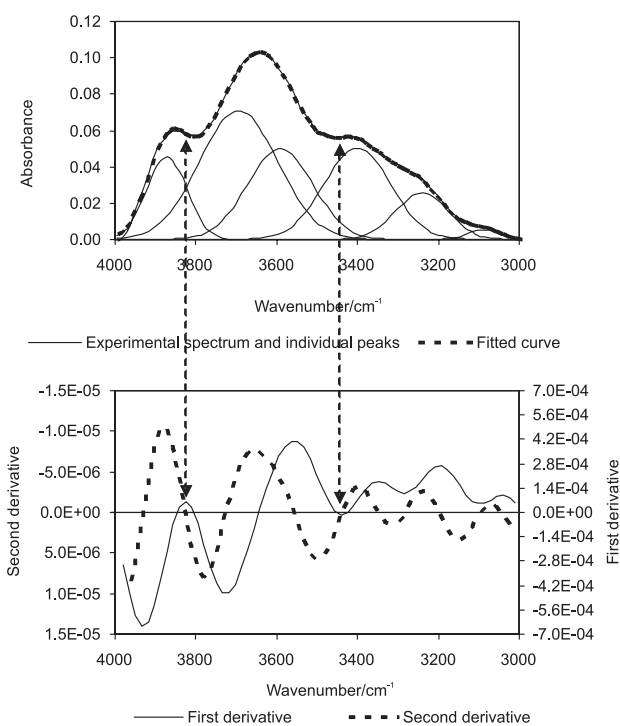 0.12
0.10
0.08
0.06
0.04
0.02
0.00
Absorbance
4000 3800 3600 3400 3200 3000
Wavenumber/cm-1
Experimental spectrum and individual peaks Fitted curve
-1.5E-05 7.0E-04
5.6E-04
-1.0E-05 4.2E-04
-5.0E-06 2.8E-04
1.4E-04
0.0E+00 0.0E+00
-1.4E-04
5.0E-06 -2.8E-04
1.0E-05 -4.2E-04
-5.6E-04
1.5E-05 -7.0E-04
Second derivative
First derivative
4000 3800 3600 3400 3200 3000
Wavenumber/cm-1
First derivative Second derivative